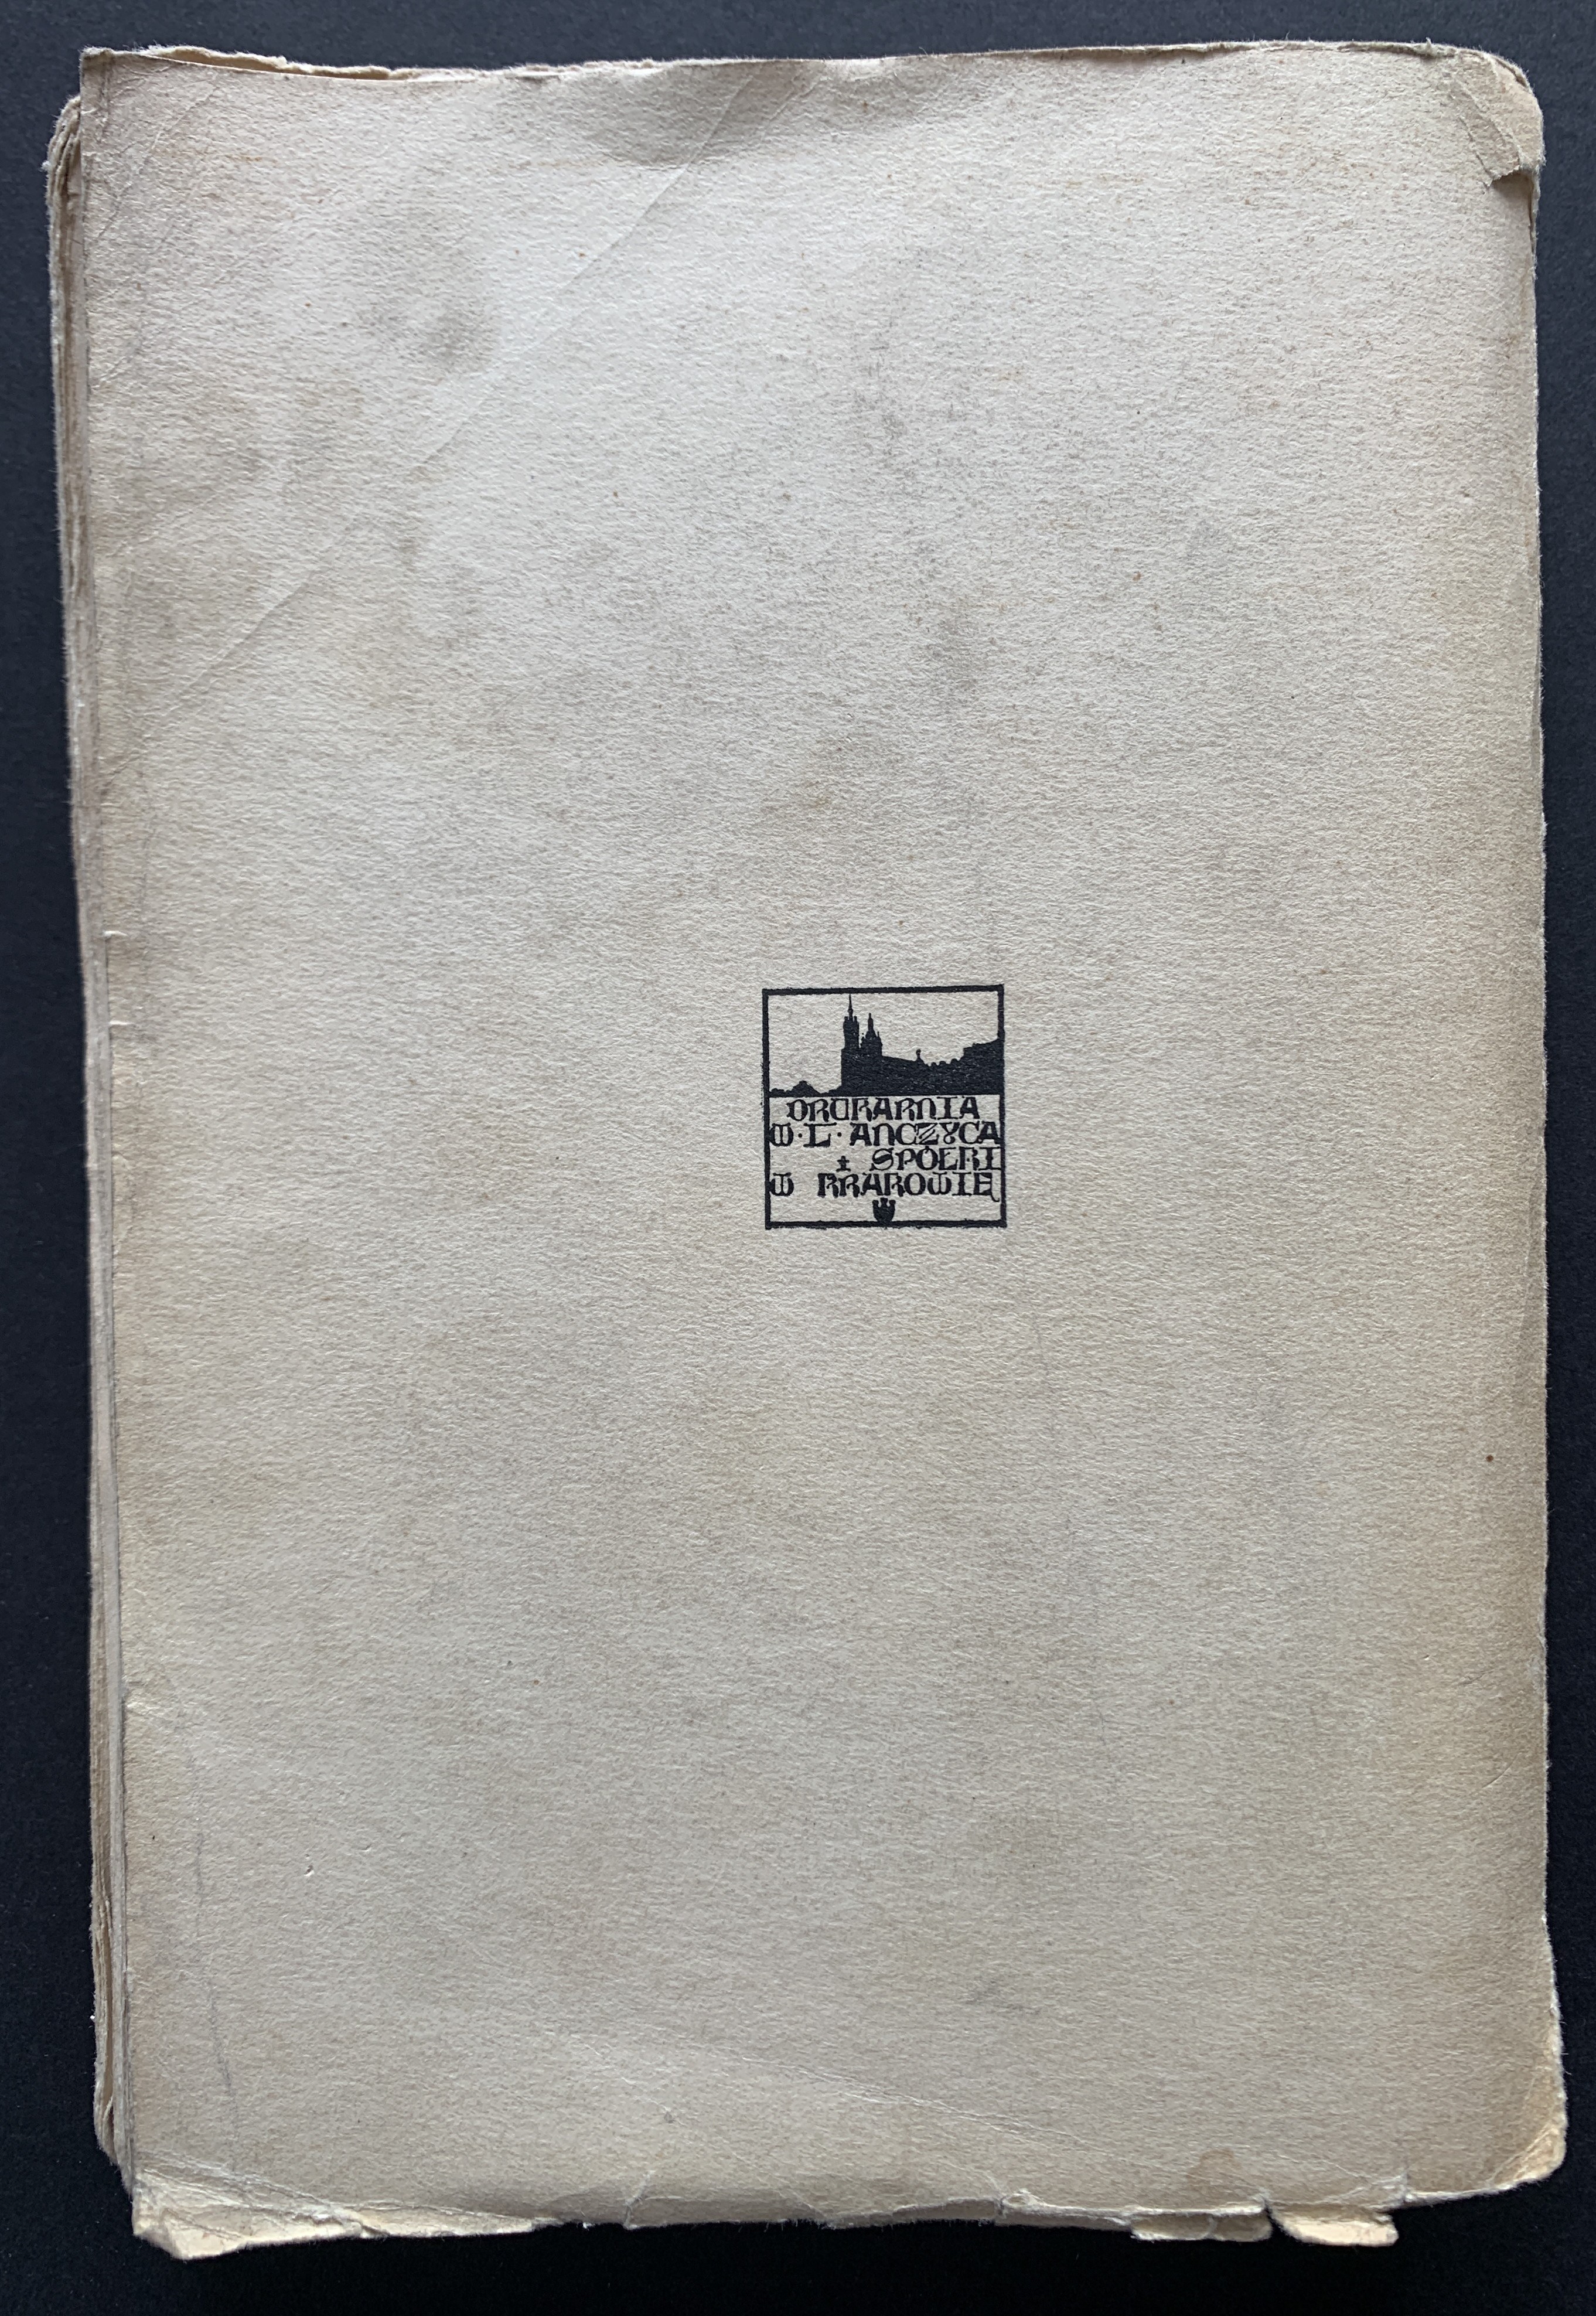 DRUKARNIA
W·L·ANCZYCA
i SPÓŁKI
W KRAKOWIE